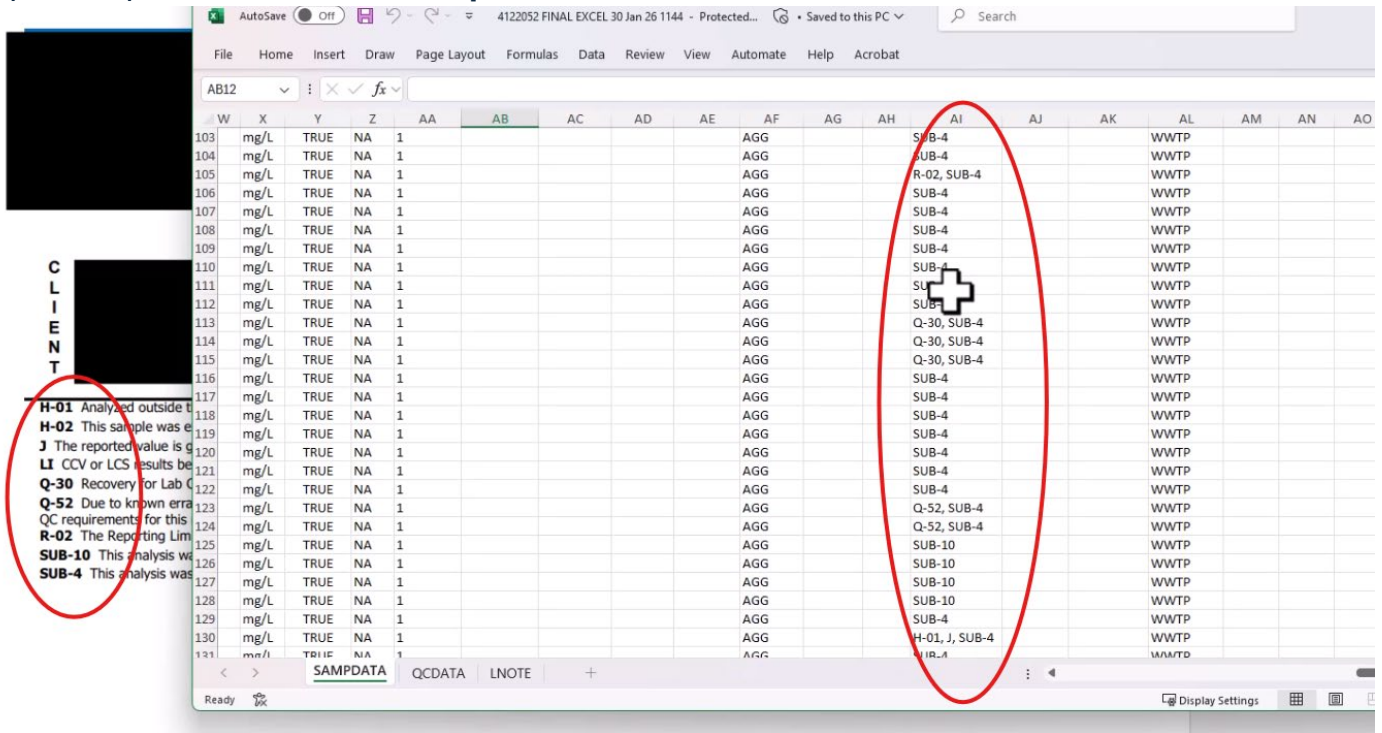 AutoSave Off 4122052 FINAL EXCEL 30 Jan 26 1144 - Protected... • Saved to this PC Search
File Home Insert Draw Page Layout Formulas Data Review View Automate Help Acrobat
AB12 fx
W X Y Z AA AB AC AD AE AF AG AH AI AJ AK AL AM AN AO
103 mg/L TRUE NA 1 AGG SUB-4 WWTP
104 mg/L TRUE NA 1 AGG SUB-4 WWTP
105 mg/L TRUE NA 1 AGG R-02, SUB-4 WWTP
106 mg/L TRUE NA 1 AGG SUB-4 WWTP
107 mg/L TRUE NA 1 AGG SUB-4 WWTP
108 mg/L TRUE NA 1 AGG SUB-4 WWTP
109 mg/L TRUE NA 1 AGG SUB-4 WWTP
110 mg/L TRUE NA 1 AGG SUB-4 WWTP
111 mg/L TRUE NA 1 AGG WWTP
112 mg/L TRUE NA 1 AGG WWTP
113 mg/L TRUE NA 1 AGG Q-30, SUB-4 WWTP
114 mg/L TRUE NA 1 AGG Q-30, SUB-4 WWTP
115 mg/L TRUE NA 1 AGG Q-30, SUB-4 WWTP
116 mg/L TRUE NA 1 AGG SUB-4 WWTP
117 mg/L TRUE NA 1 AGG SUB-4 WWTP
118 mg/L TRUE NA 1 AGG SUB-4 WWTP
119 mg/L TRUE NA 1 AGG SUB-4 WWTP
120 mg/L TRUE NA 1 AGG SUB-4 WWTP
121 mg/L TRUE NA 1 AGG SUB-4 WWTP
122 mg/L TRUE NA 1 AGG SUB-4 WWTP
123 mg/L TRUE NA 1 AGG Q-52, SUB-4 WWTP
124 mg/L TRUE NA 1 AGG Q-52, SUB-4 WWTP
125 mg/L TRUE NA 1 AGG SUB-10 WWTP
126 mg/L TRUE NA 1 AGG SUB-10 WWTP
127 mg/L TRUE NA 1 AGG SUB-10 WWTP
128 mg/L TRUE NA 1 AGG SUB-10 WWTP
129 mg/L TRUE NA 1 AGG SUB-4 WWTP
130 mg/L TRUE NA 1 AGG H-01, J, SUB-4 WWTP
131 mg/L TRUE NA 1 AGG SUB-4 WWTP
SAMPDATA QCDATA LNOTE
Ready Display Settings
CLIENT
H-01 Analyzed outside
H-02 This sample was
J The reported value is
LI CCV or LCS results
Q-30 Recovery for Lab
Q-52 Due to known
QC requirements for this
R-02 The Reporting
SUB-10 This analysis
SUB-4 This analysis was